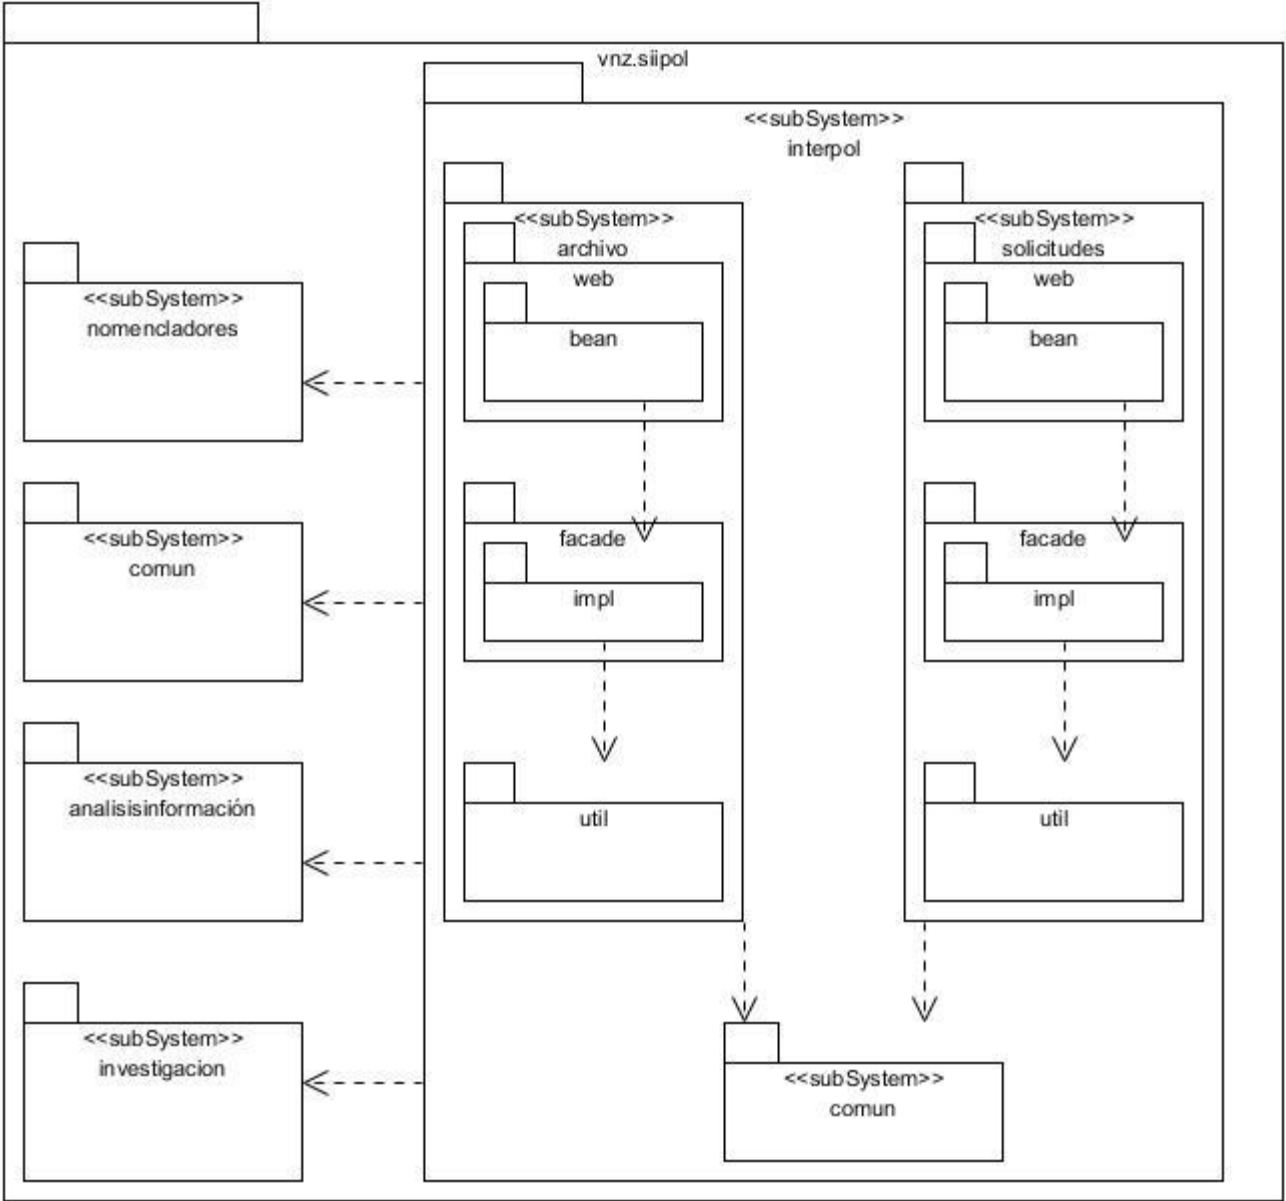 vnz.siipol
<<subSystem>>
interpol
<<subSystem>>
archivo
web
bean
facade
impl
util
<<subSystem>>
solicitudes
web
bean
facade
impl
util
<<subSystem>>
comun
<<subSystem>>
nomencladores
<<subSystem>>
comun
<<subSystem>>
analisisinformación
<<subSystem>>
investigacion